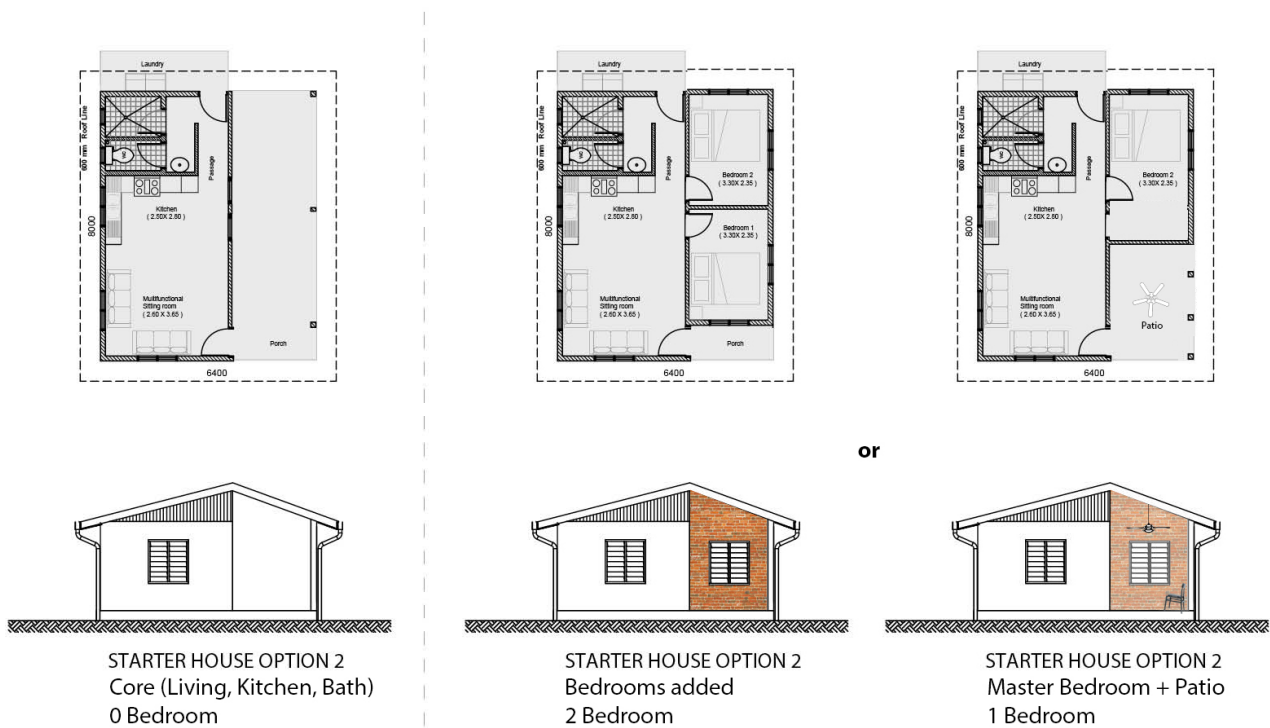 Laundry
600 mm Roof Line
WC
Passage
Kitchen
( 2.50X 2.80 )
8000
Multifunctional
Sitting room
( 2.60 X 3.65 )
Porch
6400
STARTER HOUSE OPTION 2
Core (Living, Kitchen, Bath)
0 Bedroom
Laundry
600 mm Roof Line
WC
Passage
Bedroom 2
( 3.30X 2.35 )
Kitchen
( 2.50X 2.80 )
8000
Bedroom 1
( 3.30X 2.35 )
Multifunctional
Sitting room
( 2.60 X 3.65 )
Porch
6400
STARTER HOUSE OPTION 2
Bedrooms added
2 Bedroom
or
Laundry
600 mm Roof Line
WC
Passage
Bedroom 2
( 3.30X 2.35 )
Kitchen
( 2.50X 2.80 )
8000
Multifunctional
Sitting room
( 2.60 X 3.65 )
Patio
6400
STARTER HOUSE OPTION 2
Master Bedroom + Patio
1 Bedroom